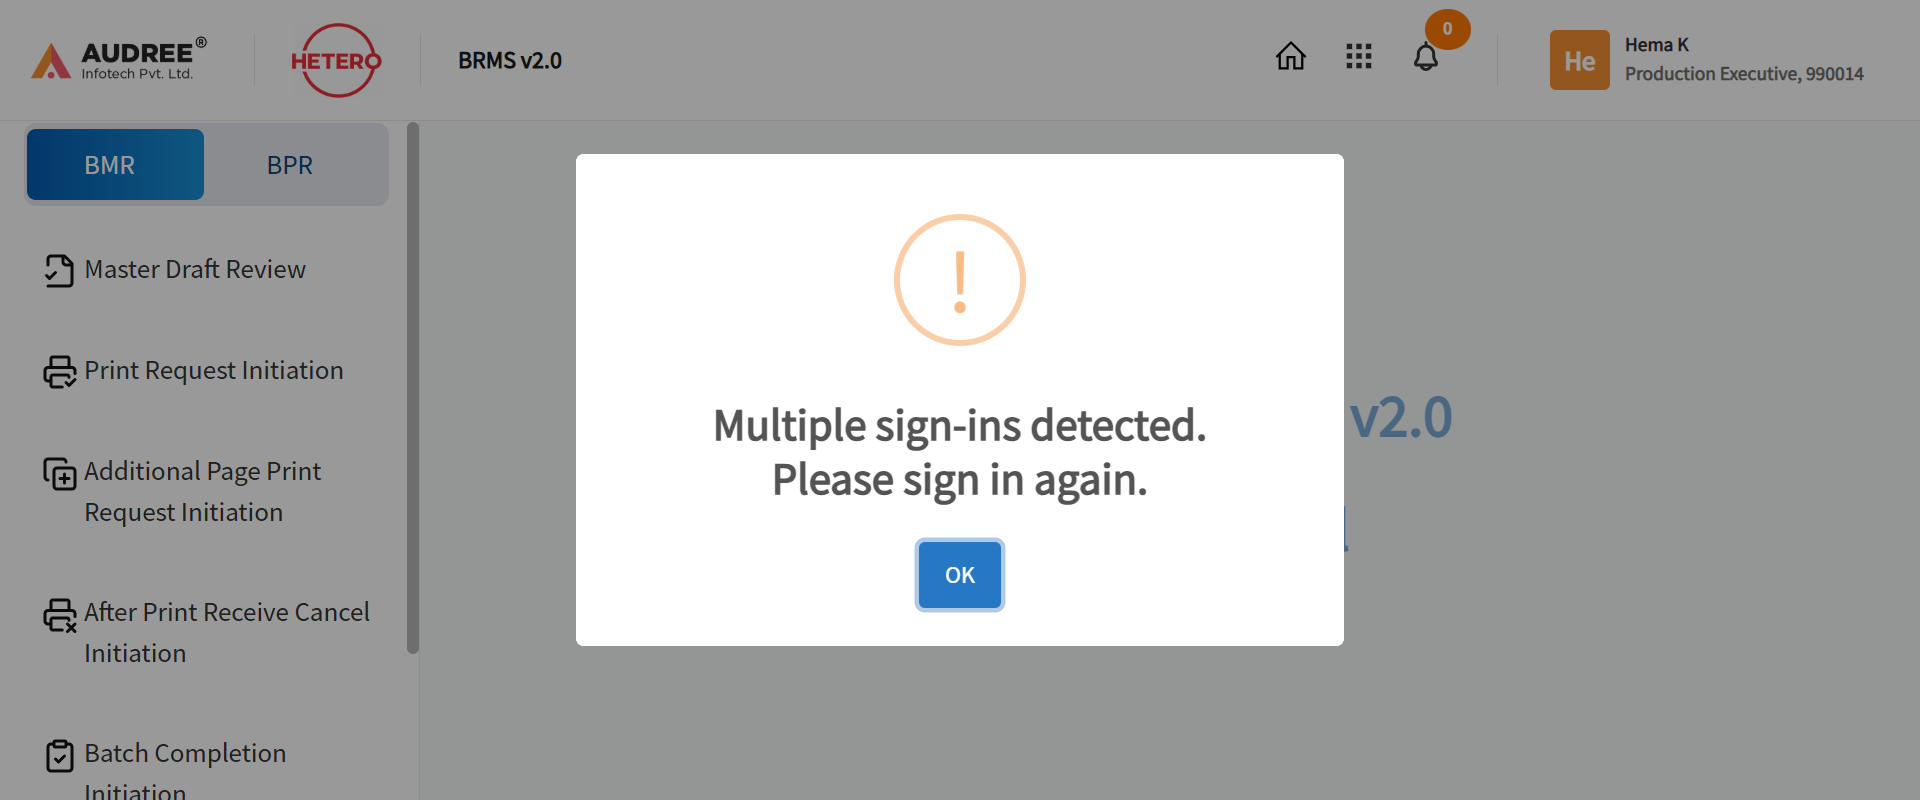 AUDREE®
Infotech Pvt. Ltd.
HETERO
BRMS v2.0
0
He
Hema K
Production Executive, 990014
BMR
BPR
Master Draft Review
Print Request Initiation
Additional Page Print
Request Initiation
After Print Receive Cancel
Initiation
Batch Completion
Initiation
v2.0
!
Multiple sign-ins detected.
Please sign in again.
OK